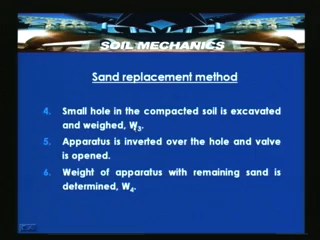 SOIL MECHANICS
Sand replacement method
4. Small hole in the compacted soil is excavated
and weighed, W3.
5. Apparatus is inverted over the hole and valve
is opened.
6. Weight of apparatus with remaining sand is
determined, W4.